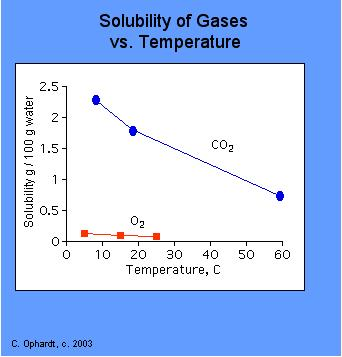 Solubility of Gases
vs. Temperature
2.5
2
1.5
1
0.5
0
Solubility g / 100 g water
CO₂
O₂
0 10 20 30 40 50 60
Temperature, C
C. Ophardt, c. 2003